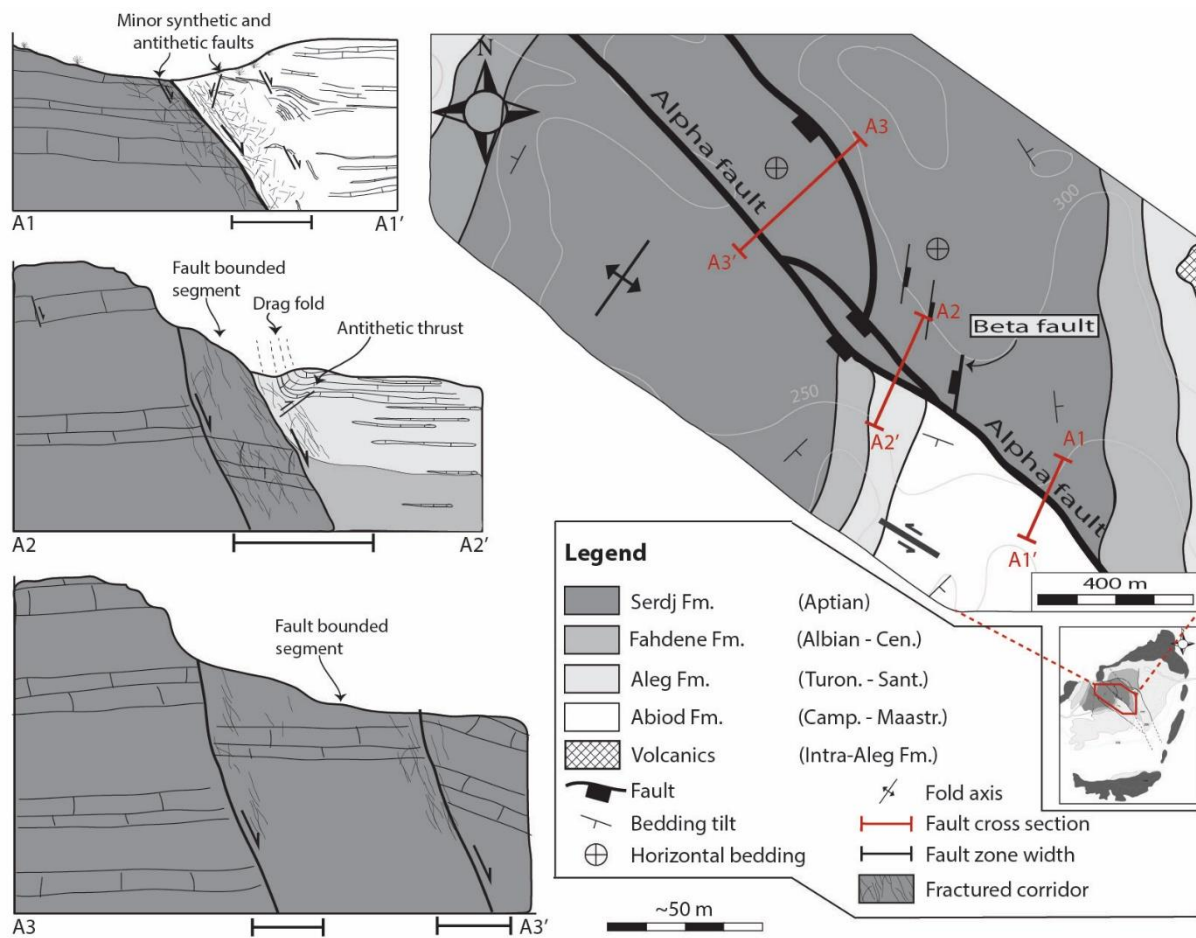 Minor synthetic and
antithetic faults
A1
A1'
Fault bounded
segment
Drag fold
Antithetic thrust
A2
A2'
Fault bounded
segment
A3
A3'
N
Alpha fault
A3
A3'
300
A2
Beta fault
250
A2'
A1
Alpha fault
A1'
400 m
Legend
Serdj Fm. (Aptian)
Fahdene Fm. (Albian - Cen.)
Aleg Fm. (Turon. - Sant.)
Abiod Fm. (Camp. - Maastr.)
Volcanics (Intra-Aleg Fm.)
Fault
Fold axis
Bedding tilt
Fault cross section
Horizontal bedding
Fault zone width
Fractured corridor
~50 m